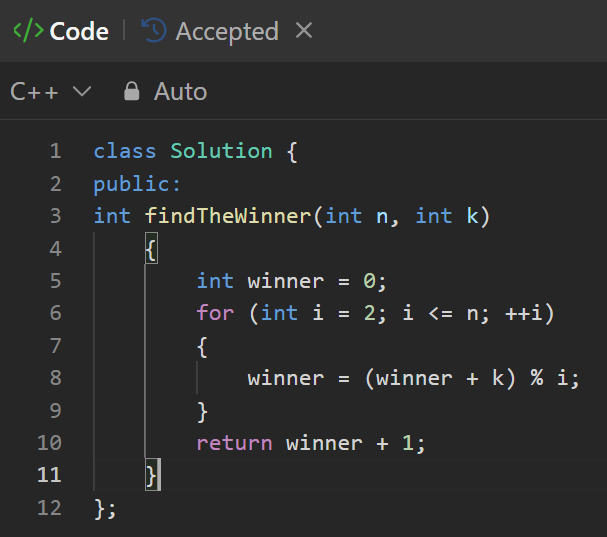 </> Code | Accepted ×
C++ Auto
1 class Solution {
2 public:
3 int findTheWinner(int n, int k)
4 {
5 int winner = 0;
6 for (int i = 2; i <= n; ++i)
7 {
8 winner = (winner + k) % i;
9 }
10 return winner + 1;
11 }
12 };